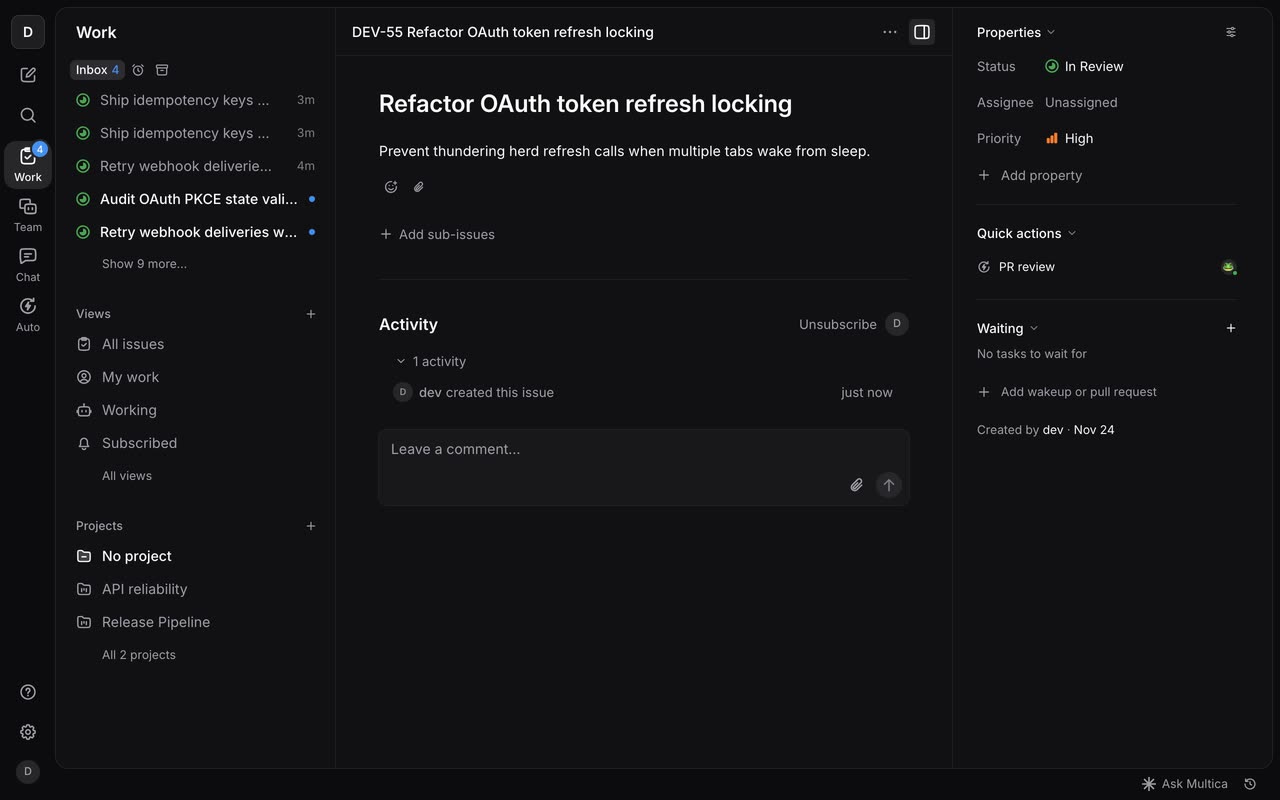 D
4
Work
Team
Chat
Auto
D
Work
Inbox 4
Ship idempotency keys ... 3m
Ship idempotency keys ... 3m
Retry webhook deliverie... 4m
Audit OAuth PKCE state vali...
Retry webhook deliveries w...
Show 9 more...
Views
All issues
My work
Working
Subscribed
All views
Projects
No project
API reliability
Release Pipeline
All 2 projects
DEV-55 Refactor OAuth token refresh locking
Refactor OAuth token refresh locking
Prevent thundering herd refresh calls when multiple tabs wake from sleep.
Add sub-issues
Activity
Unsubscribe D
1 activity
D dev created this issue just now
Leave a comment...
Properties
Status In Review
Assignee Unassigned
Priority High
Add property
Quick actions
PR review
Waiting
No tasks to wait for
Add wakeup or pull request
Created by dev · Nov 24
Ask Multica